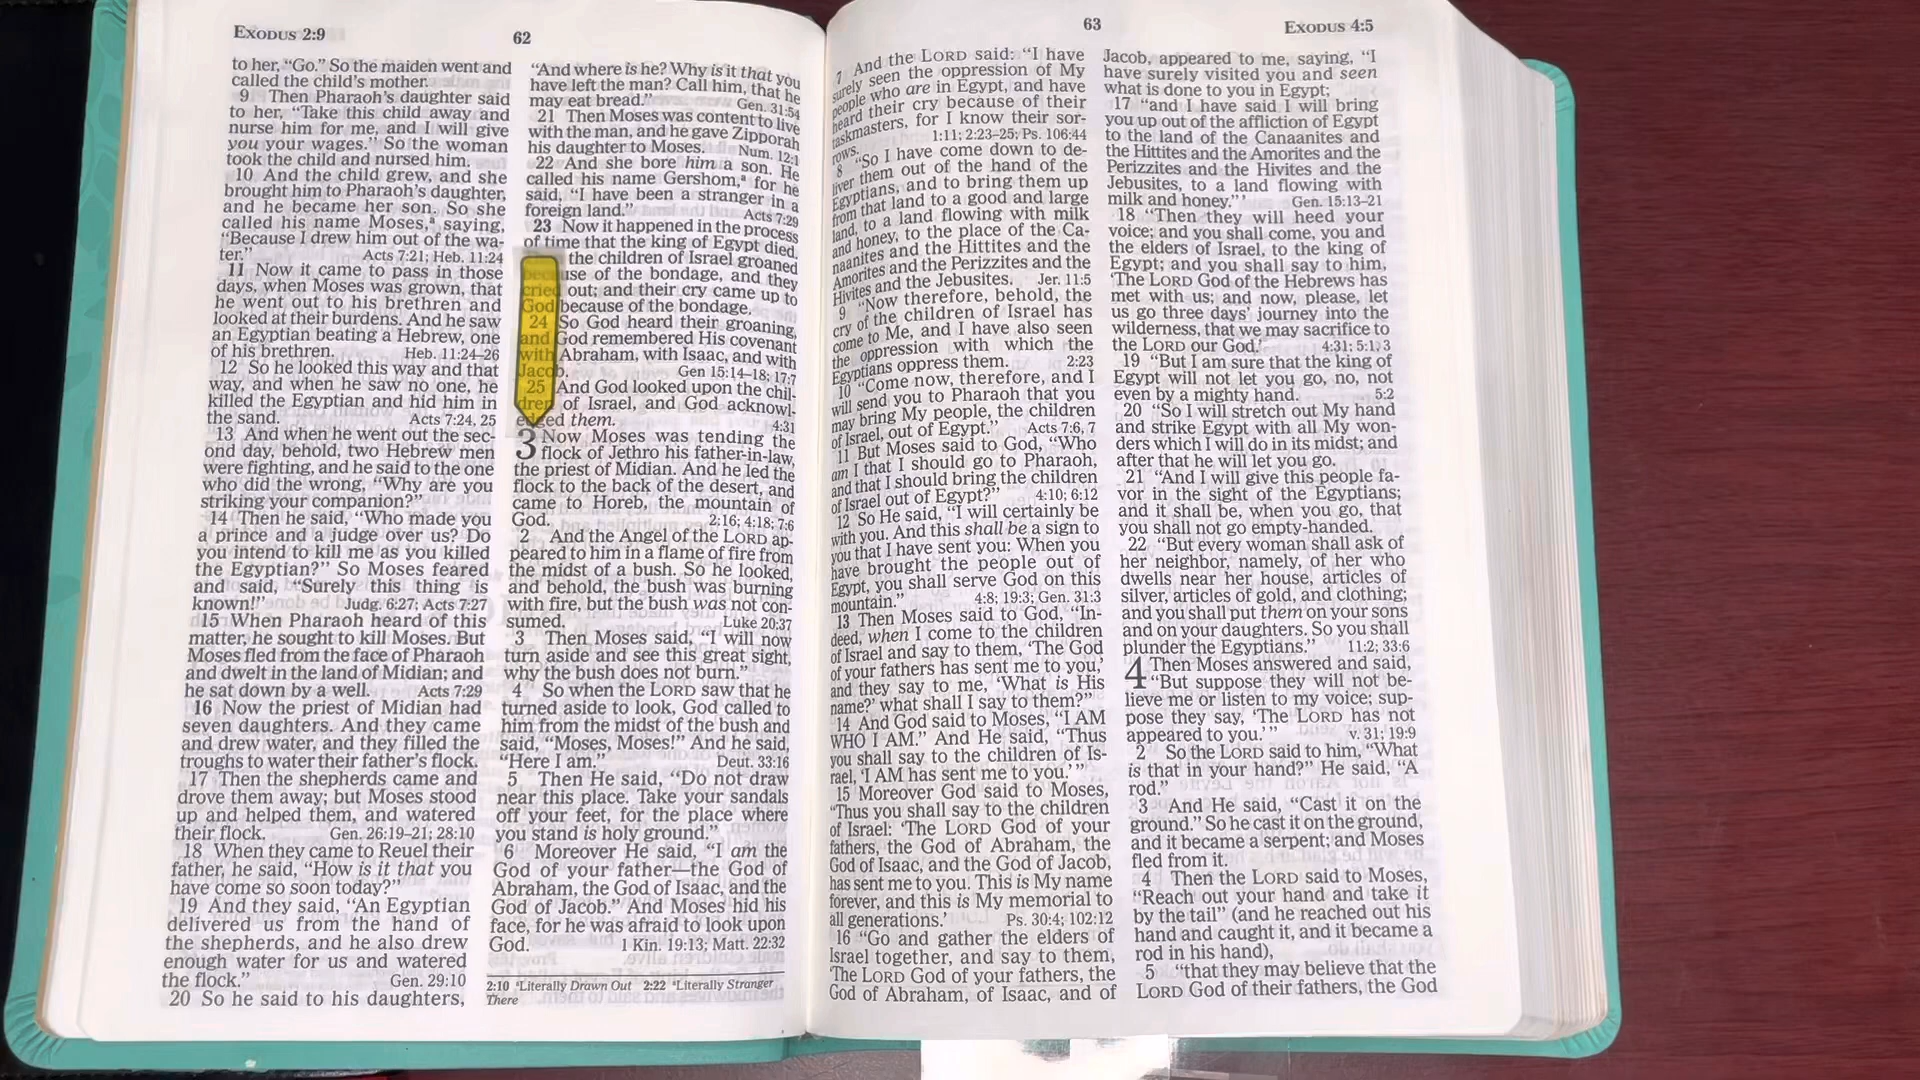 EXODUS 2:9
62
to her, “Go.” So the maiden went and
called the child’s mother.
9 Then Pharaoh’s daughter said
to her, “Take this child away and
nurse him for me, and I will give
you your wages.” So the woman
took the child and nursed him.
10 And the child grew, and she
brought him to Pharaoh’s daughter,
and he became her son. So she
called his name Moses,ᵃ saying,
“Because I drew him out of the wa-
ter.” Acts 7:21; Heb. 11:24
11 Now it came to pass in those
days, when Moses was grown, that
he went out to his brethren and
looked at their burdens. And he saw
an Egyptian beating a Hebrew, one
of his brethren. Heb. 11:24–26
12 So he looked this way and that
way, and when he saw no one, he
killed the Egyptian and hid him in
the sand. Acts 7:24, 25
13 And when he went out the sec-
ond day, behold, two Hebrew men
were fighting, and he said to the one
who did the wrong, “Why are you
striking your companion?”
14 Then he said, “Who made you
a prince and a judge over us? Do
you intend to kill me as you killed
the Egyptian?” So Moses feared
and said, “Surely this thing is
known!” Judg. 6:27; Acts 7:27
15 When Pharaoh heard of this
matter, he sought to kill Moses. But
Moses fled from the face of Pharaoh
and dwelt in the land of Midian; and
he sat down by a well. Acts 7:29
16 Now the priest of Midian had
seven daughters. And they came
and drew water, and they filled the
troughs to water their father’s flock.
17 Then the shepherds came and
drove them away; but Moses stood
up and helped them, and watered
their flock. Gen. 26:19–21; 28:10
18 When they came to Reuel their
father, he said, “How is it that you
have come so soon today?”
19 And they said, “An Egyptian
delivered us from the hand of
the shepherds, and he also drew
enough water for us and watered
the flock.” Gen. 29:10
20 So he said to his daughters,
“And where is he? Why is it that you
have left the man? Call him, that he
may eat bread.” Gen. 31:54
21 Then Moses was content to live
with the man, and he gave Zipporah
his daughter to Moses. Num. 12:1
22 And she bore him a son. He
called his name Gershom,ᵃ for he
said, “I have been a stranger in a
foreign land.” Acts 7:29
23 Now it happened in the process
of time that the king of Egypt died.
the children of Israel groaned
because of the bondage, and they
cried out; and their cry came up to
God because of the bondage.
24 So God heard their groaning,
and God remembered His covenant
with Abraham, with Isaac, and with
Jacob. Gen 15:14–18; 17:7
25 And God looked upon the chil-
dren of Israel, and God acknowl-
edged them. 4:31
3 Now Moses was tending the
flock of Jethro his father-in-law,
the priest of Midian. And he led the
flock to the back of the desert, and
came to Horeb, the mountain of
God. 2:16; 4:18; 7:6
2 And the Angel of the LORD ap-
peared to him in a flame of fire from
the midst of a bush. So he looked,
and behold, the bush was burning
with fire, but the bush was not con-
sumed. Luke 20:37
3 Then Moses said, “I will now
turn aside and see this great sight,
why the bush does not burn.”
4 So when the LORD saw that he
turned aside to look, God called to
him from the midst of the bush and
said, “Moses, Moses!” And he said,
“Here I am.” Deut. 33:16
5 Then He said, “Do not draw
near this place. Take your sandals
off your feet, for the place where
you stand is holy ground.”
6 Moreover He said, “I am the
God of your father—the God of
Abraham, the God of Isaac, and the
God of Jacob.” And Moses hid his
face, for he was afraid to look upon
God. 1 Kin. 19:13; Matt. 22:32
2:10 ᵃLiterally Drawn Out 2:22 ᵃLiterally Stranger
There
63
EXODUS 4:5
7 And the LORD said: “I have
surely seen the oppression of My
people who are in Egypt, and have
heard their cry because of their
taskmasters, for I know their sor-
rows. 1:11; 2:23–25; Ps. 106:44
8 “So I have come down to de-
liver them out of the hand of the
Egyptians, and to bring them up
from that land to a good and large
land, to a land flowing with milk
and honey, to the place of the Ca-
naanites and the Hittites and the
Amorites and the Perizzites and the
Hivites and the Jebusites. Jer. 11:5
9 “Now therefore, behold, the
cry of the children of Israel has
come to Me, and I have also seen
the oppression with which the
Egyptians oppress them. 2:23
10 “Come now, therefore, and I
will send you to Pharaoh that you
may bring My people, the children
of Israel, out of Egypt.” Acts 7:6, 7
11 But Moses said to God, “Who
am I that I should go to Pharaoh,
and that I should bring the children
of Israel out of Egypt?” 4:10; 6:12
12 So He said, “I will certainly be
with you. And this shall be a sign to
you that I have sent you: When you
have brought the people out of
Egypt, you shall serve God on this
mountain.” 4:8; 19:3; Gen. 31:3
13 Then Moses said to God, “In-
deed, when I come to the children
of Israel and say to them, ‘The God
of your fathers has sent me to you,’
and they say to me, ‘What is His
name?’ what shall I say to them?”
14 And God said to Moses, “I AM
WHO I AM.” And He said, “Thus
you shall say to the children of Is-
rael, ‘I AM has sent me to you.’ ”
15 Moreover God said to Moses,
“Thus you shall say to the children
of Israel: ‘The LORD God of your
fathers, the God of Abraham, the
God of Isaac, and the God of Jacob,
has sent me to you. This is My name
forever, and this is My memorial to
all generations.’ Ps. 30:4; 102:12
16 “Go and gather the elders of
Israel together, and say to them,
‘The LORD God of your fathers, the
God of Abraham, of Isaac, and of
Jacob, appeared to me, saying, “I
have surely visited you and seen
what is done to you in Egypt;
17 “and I have said I will bring
you up out of the affliction of Egypt
to the land of the Canaanites and
the Hittites and the Amorites and the
Perizzites and the Hivites and the
Jebusites, to a land flowing with
milk and honey.” ’ Gen. 15:13–21
18 “Then they will heed your
voice; and you shall come, you and
the elders of Israel, to the king of
Egypt; and you shall say to him,
‘The LORD God of the Hebrews has
met with us; and now, please, let
us go three days’ journey into the
wilderness, that we may sacrifice to
the LORD our God.’ 4:31; 5:1, 3
19 “But I am sure that the king of
Egypt will not let you go, no, not
even by a mighty hand. 5:2
20 “So I will stretch out My hand
and strike Egypt with all My won-
ders which I will do in its midst; and
after that he will let you go.
21 “And I will give this people fa-
vor in the sight of the Egyptians;
and it shall be, when you go, that
you shall not go empty-handed.
22 “But every woman shall ask of
her neighbor, namely, of her who
dwells near her house, articles of
silver, articles of gold, and clothing;
and you shall put them on your sons
and on your daughters. So you shall
plunder the Egyptians.” 11:2; 33:6
4 Then Moses answered and said,
“But suppose they will not be-
lieve me or listen to my voice; sup-
pose they say, ‘The LORD has not
appeared to you.’ ” v. 31; 19:9
2 So the LORD said to him, “What
is that in your hand?” He said, “A
rod.”
3 And He said, “Cast it on the
ground.” So he cast it on the ground,
and it became a serpent; and Moses
fled from it.
4 Then the LORD said to Moses,
“Reach out your hand and take it
by the tail” (and he reached out his
hand and caught it, and it became a
rod in his hand),
5 “that they may believe that the
LORD God of their fathers, the God